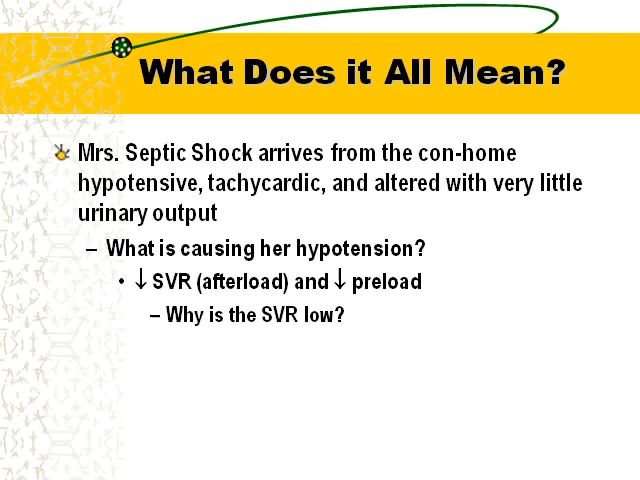 What Does it All Mean?
Mrs. Septic Shock arrives from the con-home
hypotensive, tachycardic, and altered with very little
urinary output
– What is causing her hypotension?
• ↓ SVR (afterload) and ↓ preload
– Why is the SVR low?